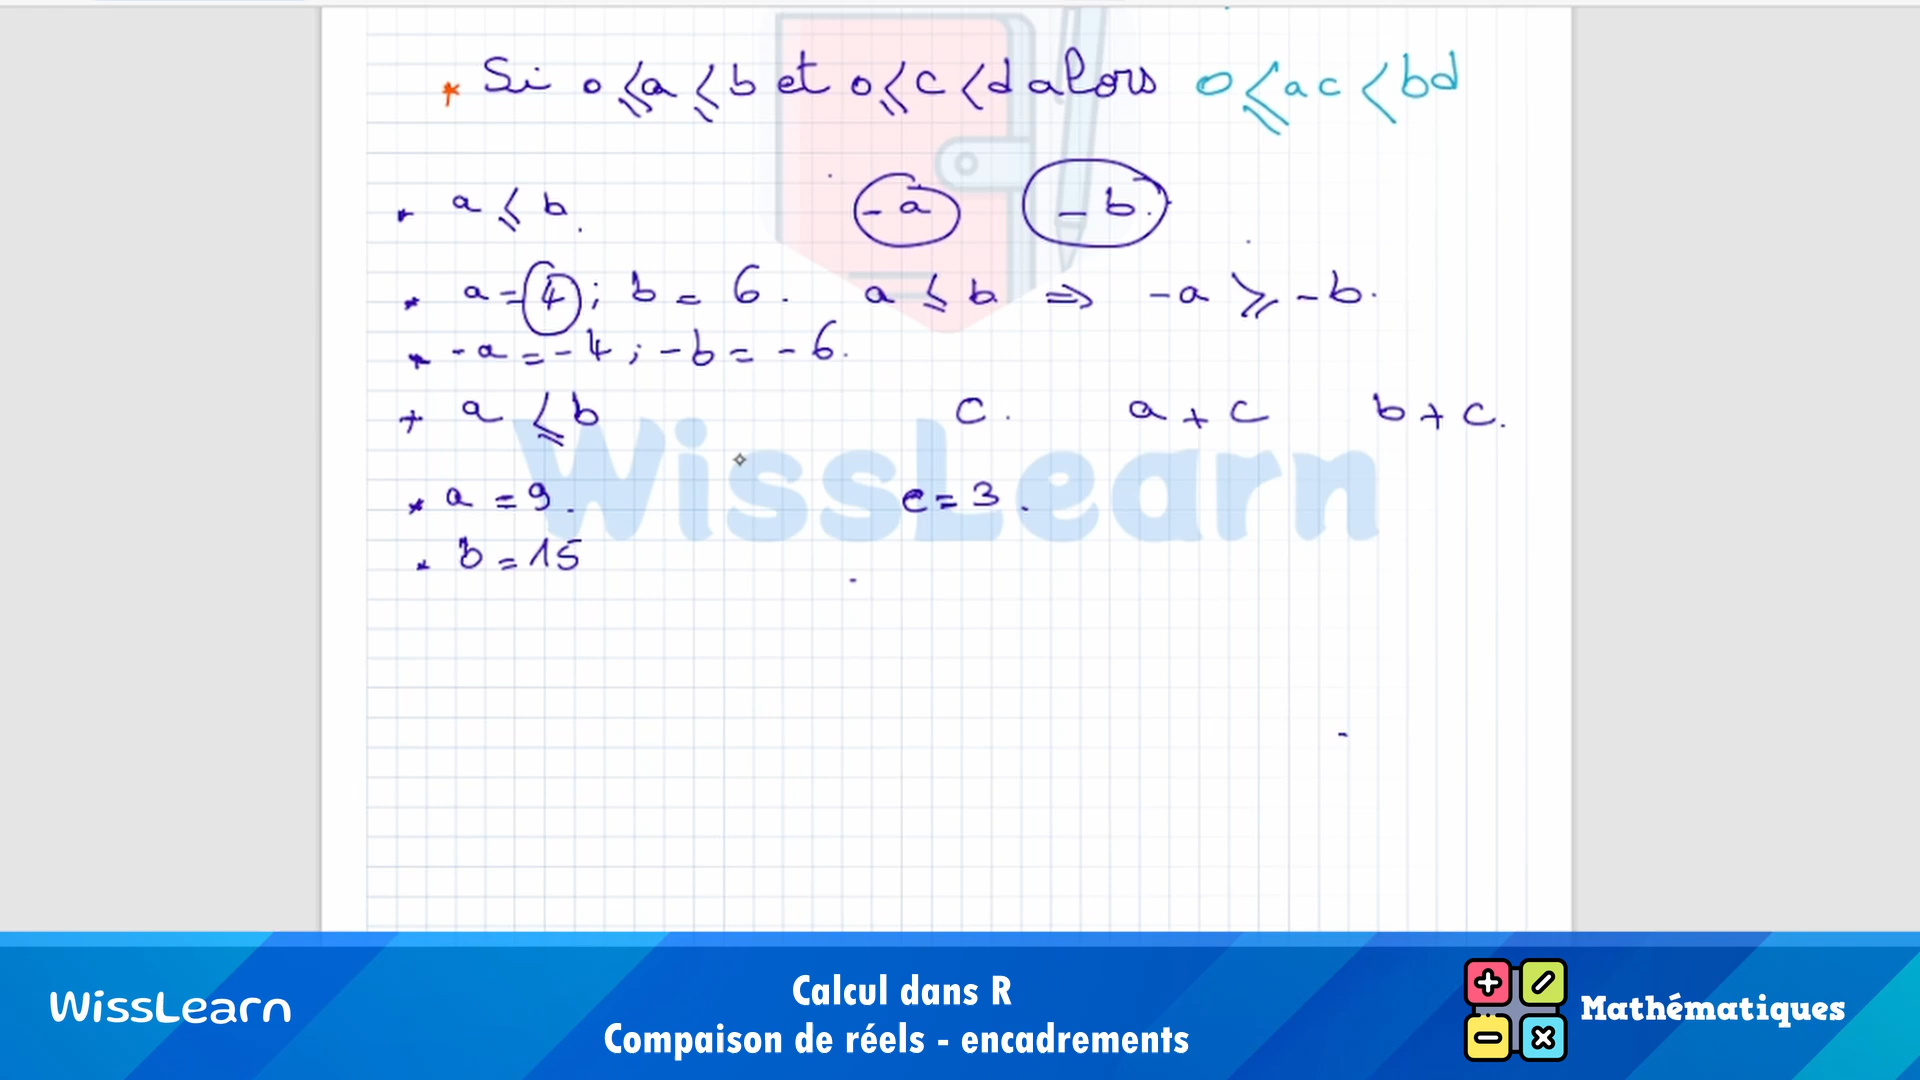 * Si 0 ⩽ a ⩽ b et 0 ⩽ c < d alors 0 ⩽ ac < bd
* a ⩽ b. -a -b.
* a = 4 ; b = 6. a ⩽ b ⇒ -a ⩾ -b.
* -a = -4 ; -b = -6.
* a ⩽ b c. a + c b + c.
* a = 9. c = 3.
* b = 15
WissLearn
WissLearn
Calcul dans R
Compaison de réels - encadrements
Mathématiques